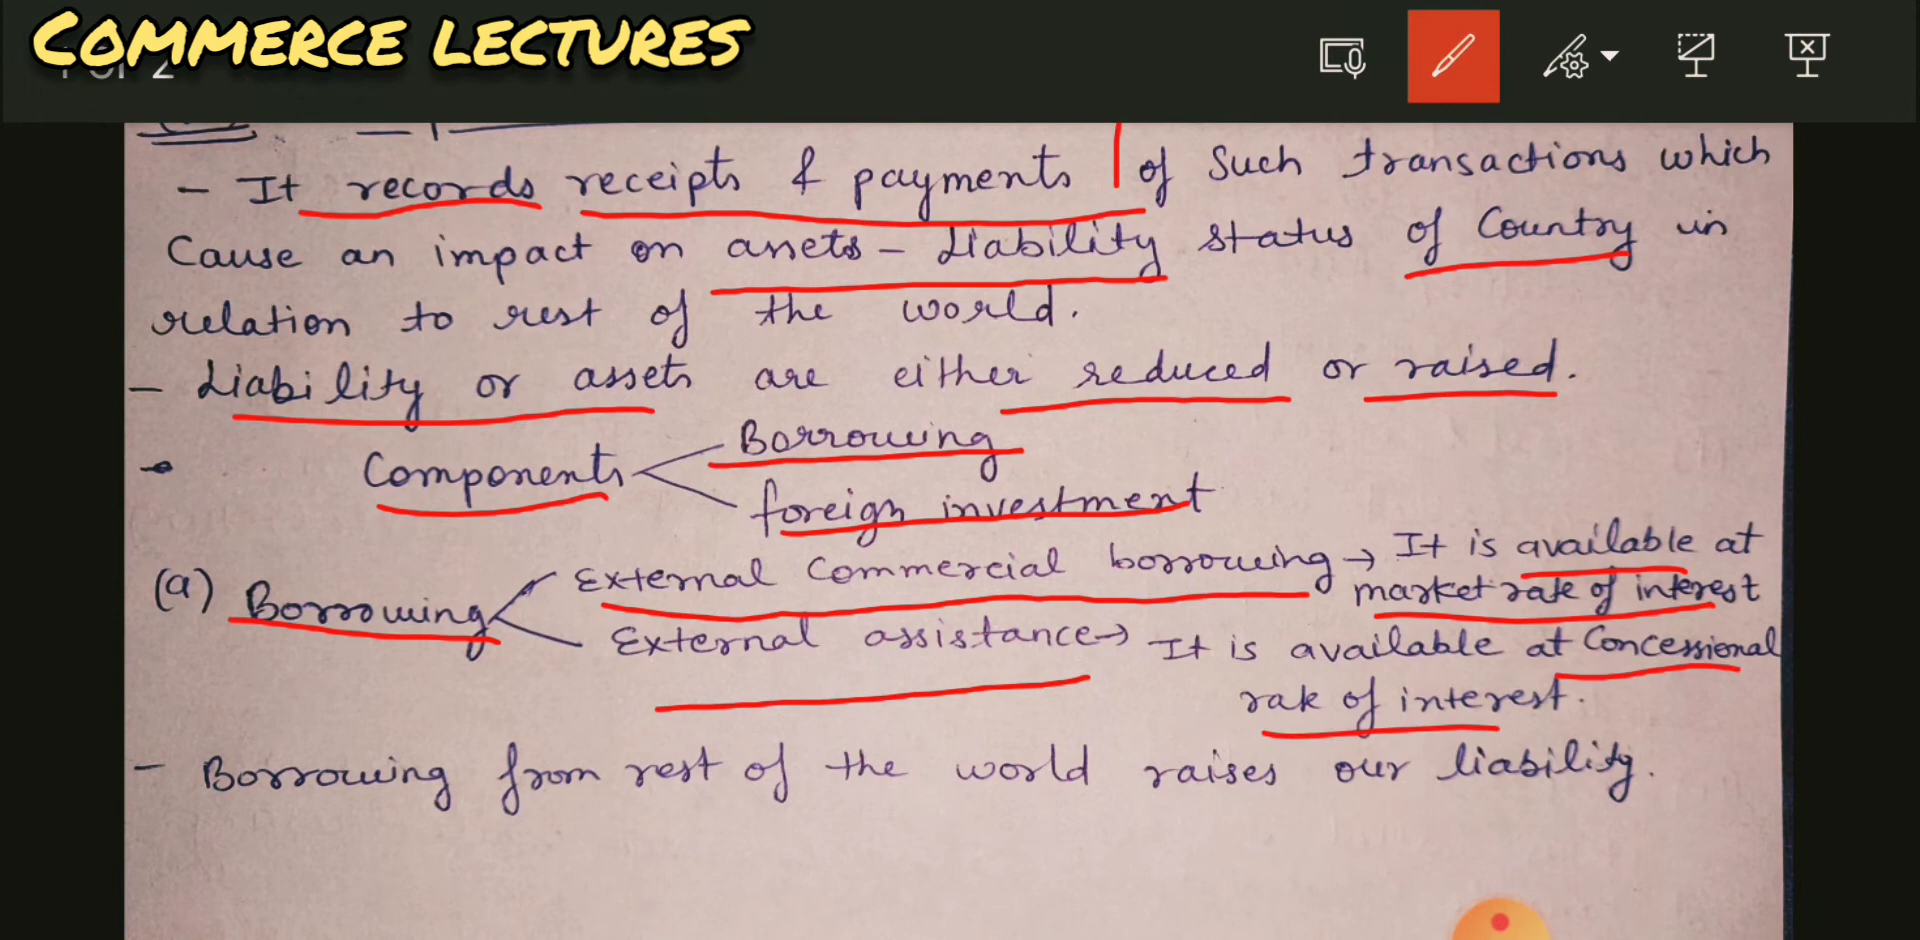 COMMERCE LECTURES
- It records receipts & payments of Such transactions which
Cause an impact on assets - Liability status of Country in
relation to rest of the world.
- Liability or assets are either reduced or raised.
Components
Borrowing
foreign investment
(a) Borrowing
External Commercial borrowing → It is available at
market rate of interest
External assistance → It is available at Concessional
rate of interest.
- Borrowing from rest of the world raises our liability.